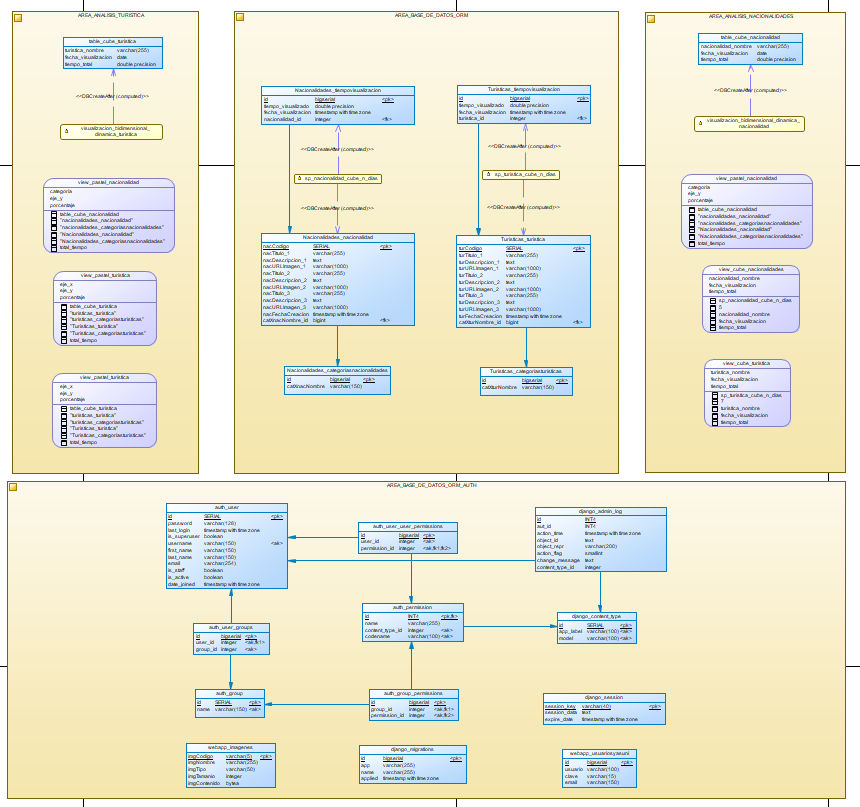 AREA_ANALISIS_TURISTICA
table_cube_turistica
turistica_nombre varchar(255)
fecha_visualizacion date
tiempo_total double precision
<<DBCreateAfter (computed)>>
visualizacion_bidimensional_
dinamica_turistica
view_pastel_nacionalidad
categoria
eje_y
porcentaje
table_cube_nacionalidad
"nacionalidades_nacionalidad"
"nacionalidades_categoriasnacionalidades"
"Nacionalidades_nacionalidad"
"Nacionalidades_categoriasnacionalidades"
total_tiempo
view_pastel_turistica
eje_x
eje_y
porcentaje
table_cube_turistica
"turisticas_turistica"
"turisticas_categoriasturisticas"
"Turisticas_turistica"
"Turisticas_categoriasturisticas"
total_tiempo
view_pastel_turistica
eje_x
eje_y
porcentaje
table_cube_turistica
"turisticas_turistica"
"turisticas_categoriasturisticas"
"Turisticas_turistica"
"Turisticas_categoriasturisticas"
total_tiempo
AREA_BASE_DE_DATOS_ORM
Nacionalidades_tiempovisualizacion
id bigserial <pk>
tiempo_visualizado double precision
fecha_visualizacion timestamp with time zone
nacionalidad_id integer <fk>
<<DBCreateAfter (computed)>>
sp_nacionalidad_cube_n_dias
<<DBCreateAfter (computed)>>
Nacionalidades_nacionalidad
nacCodigo SERIAL <pk>
nacTitulo_1 varchar(255)
nacDescripcion_1 text
nacURLImagen_1 varchar(1000)
nacTitulo_2 varchar(255)
nacDescripcion_2 text
nacURLImagen_2 varchar(1000)
nacTitulo_3 varchar(255)
nacDescripcion_3 text
nacURLImagen_3 varchar(1000)
nacFechaCreacion timestamp with time zone
catXnacNombre_id bigint <fk>
Nacionalidades_categoriasnacionalidades
id bigserial <pk>
catXnacNombre varchar(150)
Turisticas_tiempovisualizacion
id bigserial <pk>
tiempo_visualizado double precision
fecha_visualizacion timestamp with time zone
turistica_id integer <fk>
<<DBCreateAfter (computed)>>
sp_turistica_cube_n_dias
<<DBCreateAfter (computed)>>
Turisticas_turistica
turCodigo SERIAL <pk>
turTitulo_1 varchar(255)
turDescripcion_1 text
turURLImagen_1 varchar(1000)
turTitulo_2 varchar(255)
turDescripcion_2 text
turURLImagen_2 varchar(1000)
turTitulo_3 varchar(255)
turDescripcion_3 text
turURLImagen_3 varchar(1000)
turFechaCreacion timestamp with time zone
catXturNombre_id bigint <fk>
Turisticas_categoriasturisticas
id bigserial <pk>
catXturNombre varchar(150)
AREA_ANALISIS_NACIONALIDADES
table_cube_nacionalidad
nacionalidad_nombre varchar(255)
fecha_visualizacion date
tiempo_total double precision
<<DBCreateAfter (computed)>>
visualizacion_bidimensional_dinamica_
nacionalidad
view_pastel_nacionalidad
categoria
eje_y
porcentaje
table_cube_nacionalidad
"nacionalidades_nacionalidad"
"nacionalidades_categoriasnacionalidades"
"Nacionalidades_nacionalidad"
"Nacionalidades_categoriasnacionalidades"
total_tiempo
view_cube_nacionalidades
nacionalidad_nombre
fecha_visualizacion
tiempo_total
sp_nacionalidad_cube_n_dias
5
nacionalidad_nombre
fecha_visualizacion
tiempo_total
view_cube_turistica
turistica_nombre
fecha_visualizacion
tiempo_total
sp_turistica_cube_n_dias
7
turistica_nombre
fecha_visualizacion
tiempo_total
AREA_BASE_DE_DATOS_ORM_AUTH
auth_user
id SERIAL <pk>
password varchar(128)
last_login timestamp with time zone
is_superuser boolean
username varchar(150) <ak>
first_name varchar(150)
last_name varchar(150)
email varchar(254)
is_staff boolean
is_active boolean
date_joined timestamp with time zone
auth_user_user_permissions
id bigserial <pk>
user_id integer <ak>
permission_id integer <ak,fk1,fk2>
django_admin_log
id INT4
aut_id INT4
action_time timestamp with time zone
object_id text
object_repr varchar(200)
action_flag smallint
change_message text
content_type_id integer
auth_user_groups
id bigserial <pk>
user_id integer <ak,fk1>
group_id integer <ak>
auth_permission
id INT4 <pk,fk>
name varchar(255)
content_type_id integer <ak>
codename varchar(100) <ak>
django_content_type
id SERIAL <pk>
app_label varchar(100) <ak>
model varchar(100) <ak>
auth_group
id SERIAL <pk>
name varchar(150) <ak>
auth_group_permissions
id bigserial <pk>
group_id integer <ak,fk1>
permission_id integer <ak,fk2>
django_session
session_key varchar(40) <pk>
session_data text
expire_date timestamp with time zone
webapp_imagenes
imgCodigo varchar(5) <pk>
imgNombre varchar(255)
imgTipo varchar(50)
imgTamanio integer
imgContenido bytea
django_migrations
id bigserial <pk>
app varchar(255)
name varchar(255)
applied timestamp with time zone
webapp_usuariosyasuni
id bigserial <pk>
usuario varchar(100)
clave varchar(15)
email varchar(150)